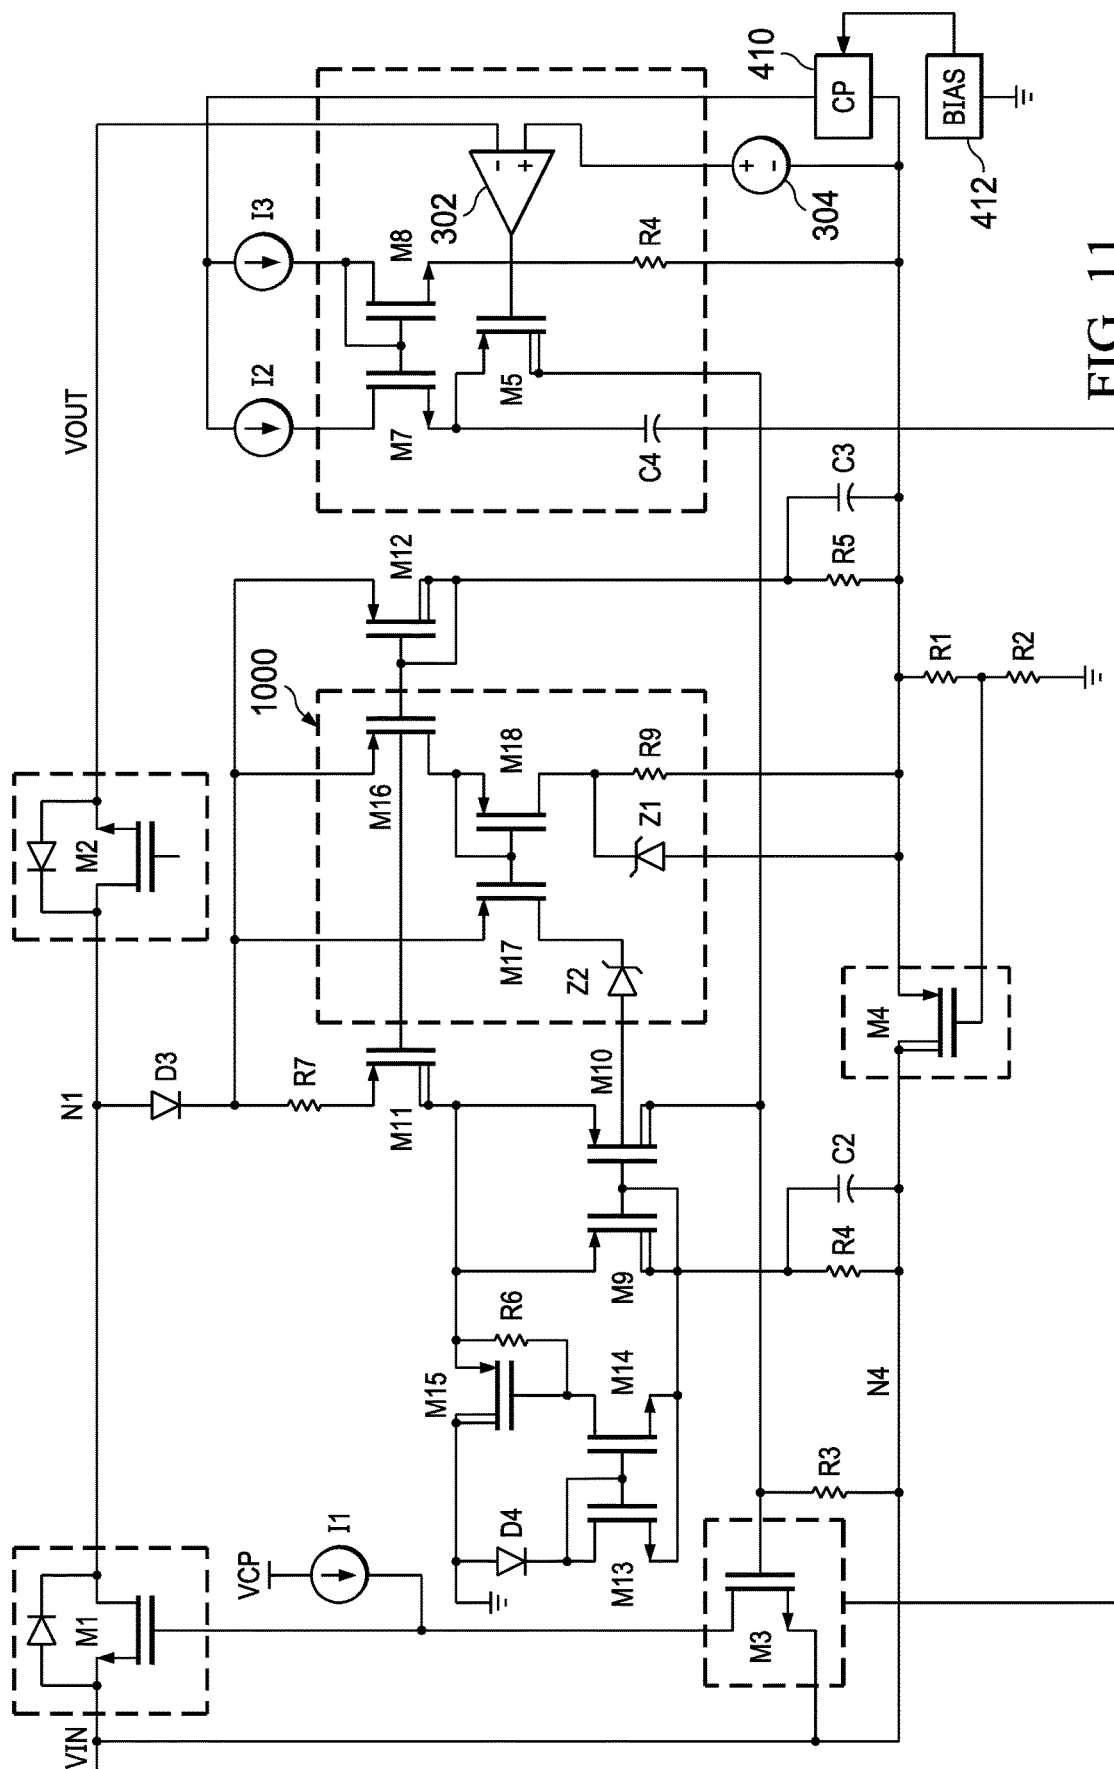 410
CP
BIAS
412
302
304
I3
M8
R4
I2
M7
M5
C4
C3
VOUT
FIG. 11
M12
R5
1000
R1
R2
M2
M16
M18
R9
Z1
M17
Z2
M4
N1
D3
R7
M11
M10
C2
M9
R4
R6
M15
M14
N4
D4
VCP
I1
M13
R3
M1
M3
VIN